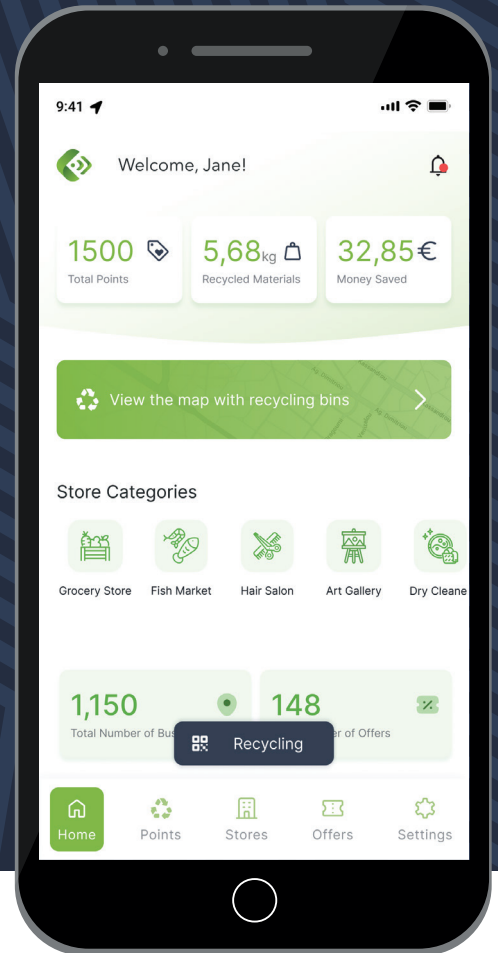 9:41
Welcome, Jane!
1500
Total Points
5,68kg
Recycled Materials
32,85€
Money Saved
View the map with recycling bins
Store Categories
Grocery Store
Fish Market
Hair Salon
Art Gallery
Dry Cleane
1,150
Total Number of Bus
148
er of Offers
Recycling
Home
Points
Stores
Offers
Settings